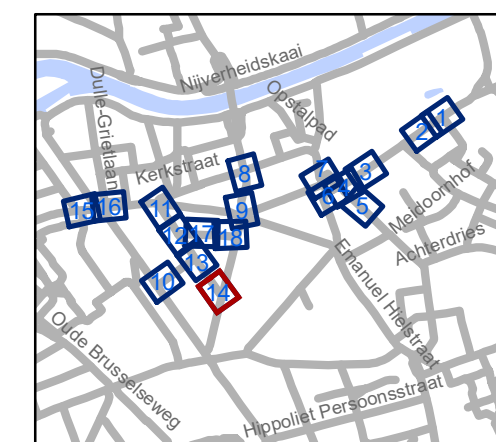 Nijverheidskaai
Dulle-Grietlaan
Opstalpad
Kerkstraat
1
2
3
4
5
6
7
8
9
10
11
12
13
14
15
16
17
18
Meidoornhof
Achterdries
Emanuel Hielstraat
Oude Brusselseweg
Hippoliet Persoonsstraat